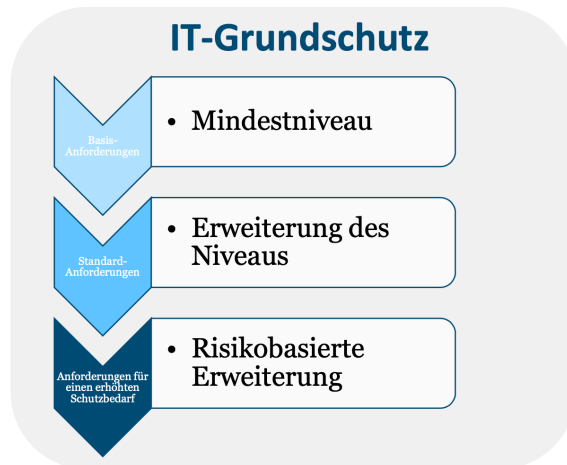 IT-Grundschutz
Basis-
Anforderungen
• Mindestniveau
Standard-
Anforderungen
• Erweiterung des
Niveaus
Anforderungen für
einen erhöhten
Schutzbedarf
• Risikobasierte
Erweiterung